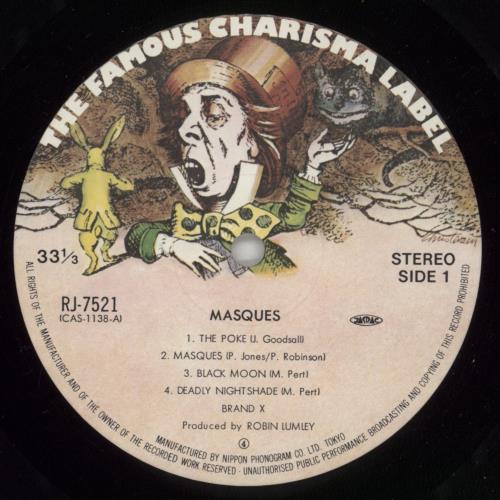 THE FAMOUS CHARISMA LABEL
33 1/3
STEREO
SIDE 1
RJ-7521
(CAS-1138-A)
MASQUES
1. THE POKE (J. Goodsall)
2. MASQUES (P. Jones/P. Robinson)
3. BLACK MOON (M. Pert)
4. DEADLY NIGHTSHADE (M. Pert)
BRAND X
Produced by ROBIN LUMLEY
4
MANUFACTURED BY NIPPON PHONOGRAM CO. LTD. TOKYO
ALL RIGHTS OF THE MANUFACTURER AND OF THE OWNER OF THE RECORDED WORK RESERVED · UNAUTHORISED PUBLIC PERFORMANCE BROADCASTING AND COPYING OF THIS RECORD PROHIBITED